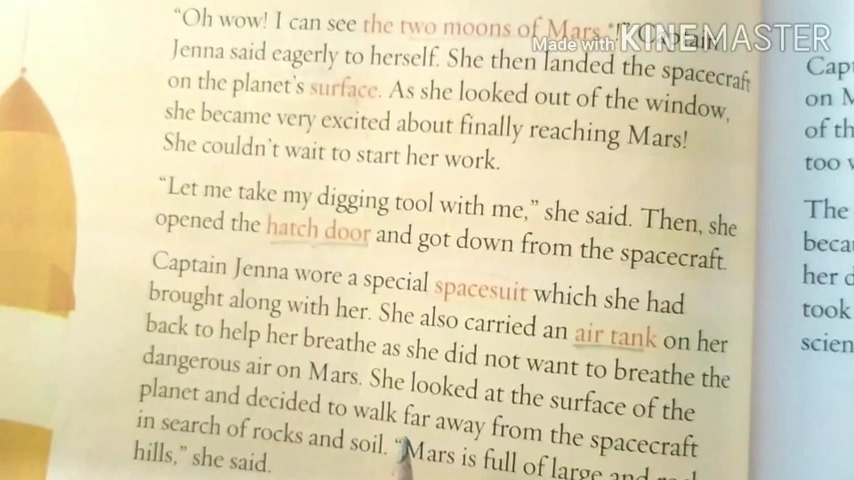 "Oh wow! I can see the two moons of Mars*!" Captain
Made with KINEMASTER
Jenna said eagerly to herself. She then landed the spacecraft
on the planet's surface. As she looked out of the window,
she became very excited about finally reaching Mars!
She couldn't wait to start her work.
"Let me take my digging tool with me," she said. Then, she
opened the hatch door and got down from the spacecraft.
Captain Jenna wore a special spacesuit which she had
brought along with her. She also carried an air tank on her
back to help her breathe as she did not want to breathe the
dangerous air on Mars. She looked at the surface of the
planet and decided to walk far away from the spacecraft
in search of rocks and soil. "Mars is full of large and
hills," she said.
Capt
on M
of th
too
The
beca
her d
took
scien